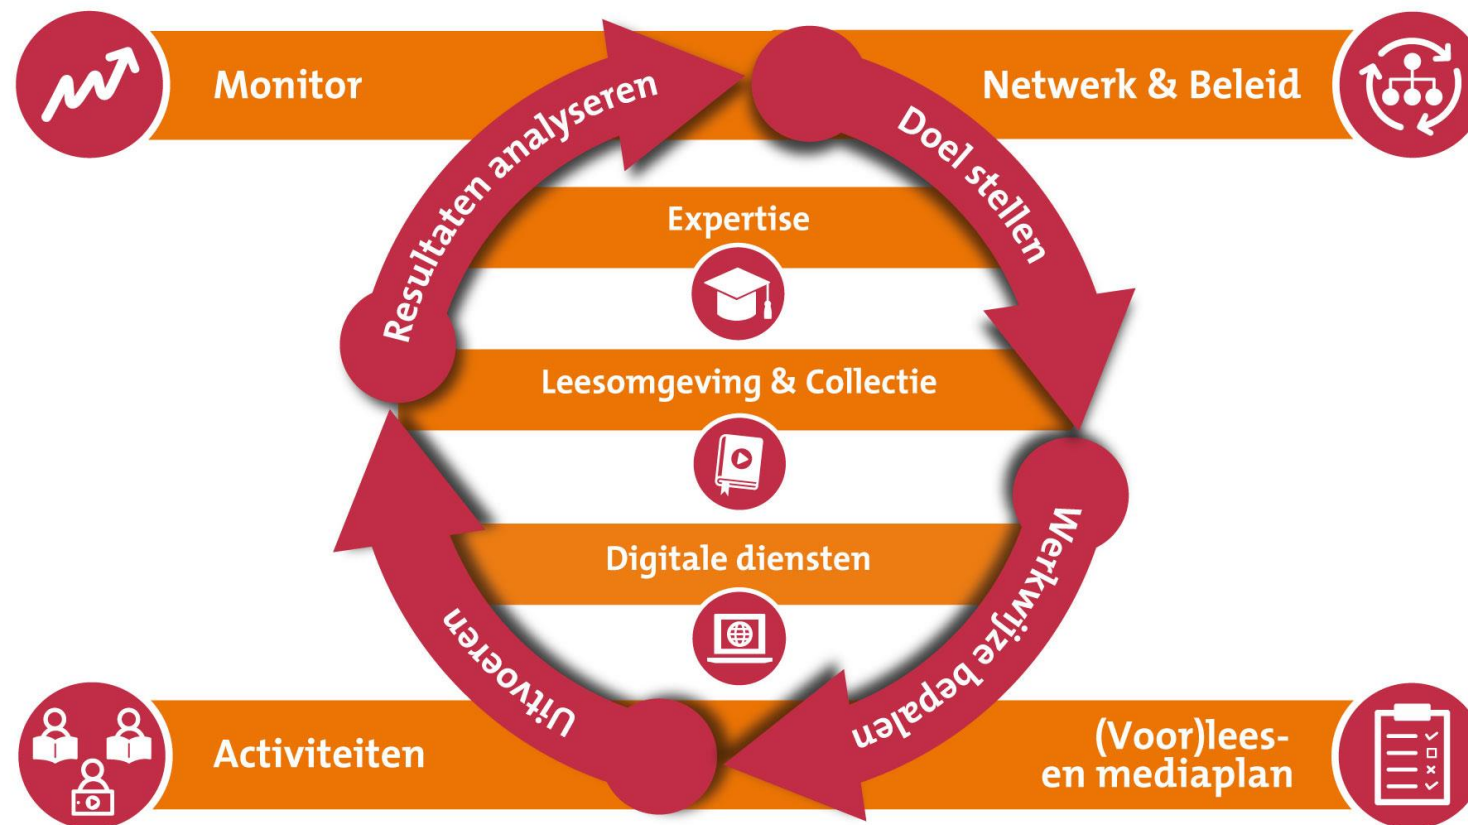 Monitor
Netwerk & Beleid
Resultaten analyseren
Doel stellen
Expertise
Leesomgeving & Collectie
Digitale diensten
Werkwijze bepalen
Uitvoeren
Activiteiten
(Voor)lees-
en mediaplan